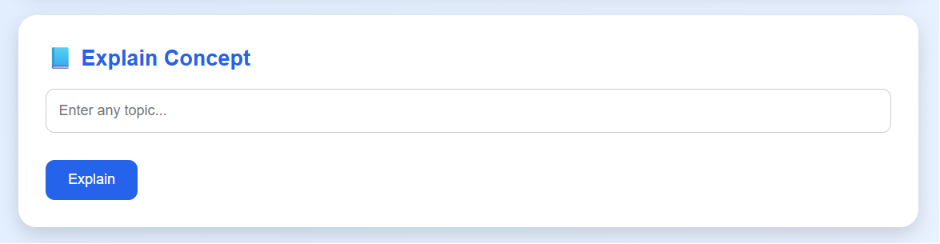 Explain Concept
Enter any topic...
Explain